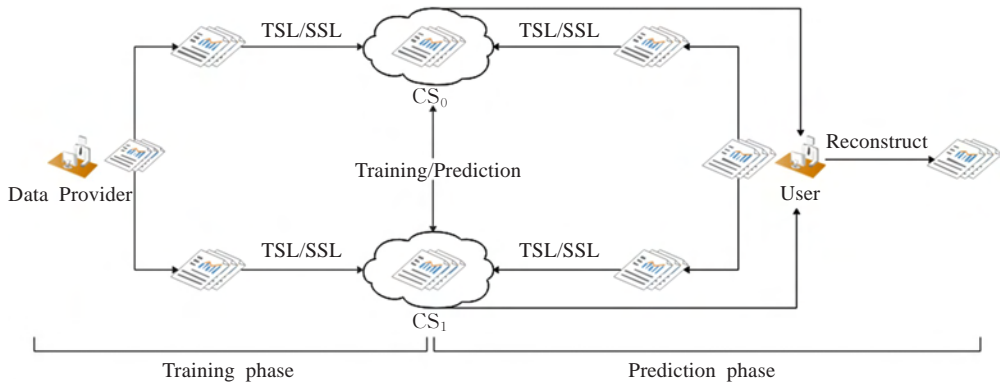 TSL/SSL
TSL/SSL
CS₀
Data Provider
Training/Prediction
User
Reconstruct
TSL/SSL
TSL/SSL
CS₁
Training phase
Prediction phase